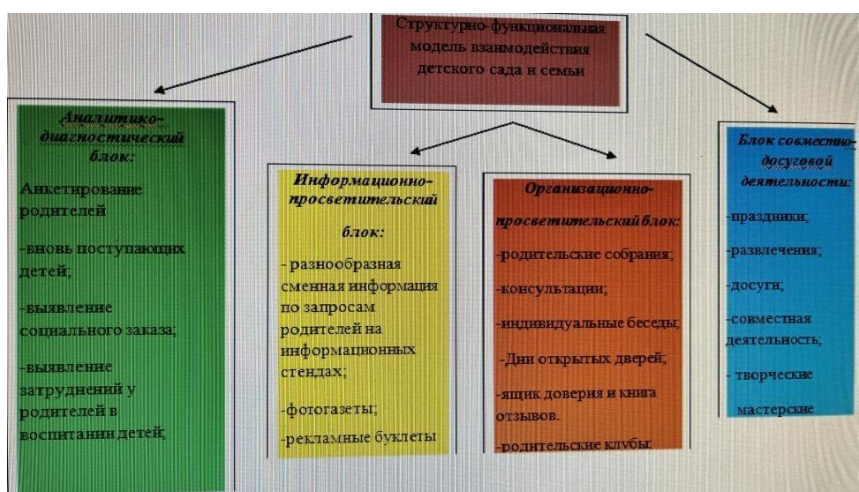 Структурно-функциональная
модель взаимодействия
детского сада и семьи
Аналитико-
диагностический
блок:
Анкетирование
родителей
-вновь поступающих
детей;
-выявление
социального заказа;
-выявление
затруднений у
родителей в
воспитании детей;
Информационно-
просветительский
блок:
- разнообразная
сменная информация
по запросам
родителей на
информационных
стендах;
-фотогазеты;
-рекламные буклеты
Организационно-
просветительский блок:
-родительские собрания;
-консультации;
-индивидуальные беседы;
-Дни открытых дверей;
-ящик доверия и книга
отзывов.
-родительские клубы;
Блок совместно-
досуговой
деятельности:
-праздники;
-развлечения;
-досуги;
-совместная
деятельность;
- творческие
мастерские